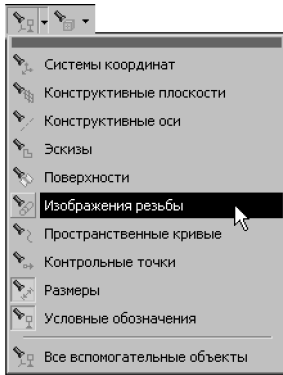 Системы координат
Конструктивные плоскости
Конструктивные оси
Эскизы
Поверхности
Изображения резьбы
Пространственные кривые
Контрольные точки
Размеры
Условные обозначения
Все вспомогательные объекты